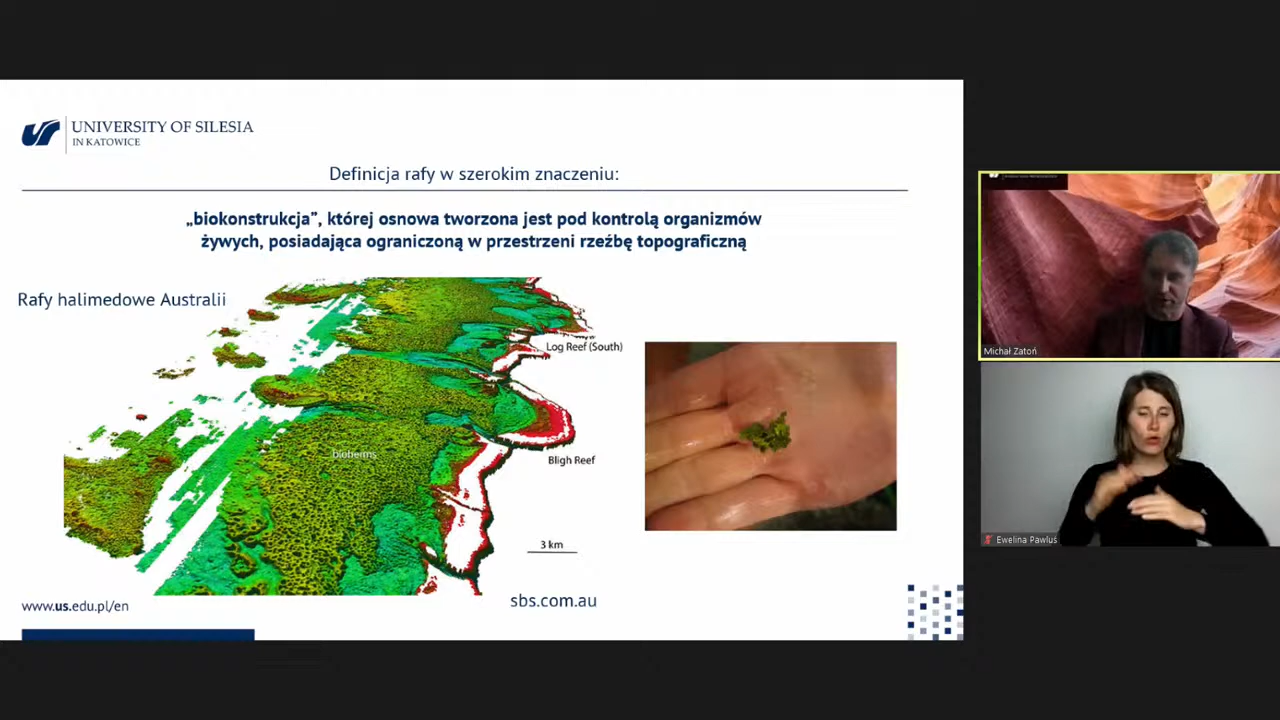 UNIVERSITY OF SILESIA
IN KATOWICE
Definicja rafy w szerokim znaczeniu:
„biokonstrukcja”, której osnowa tworzona jest pod kontrolą organizmów
żywych, posiadająca ograniczoną w przestrzeni rzeźbę topograficzną
Rafy halimedowe Australii
Log Reef (South)
bioherms
Bligh Reef
3 km
www.us.edu.pl/en
sbs.com.au
Michał Zatoń
Ewelina Pawluś